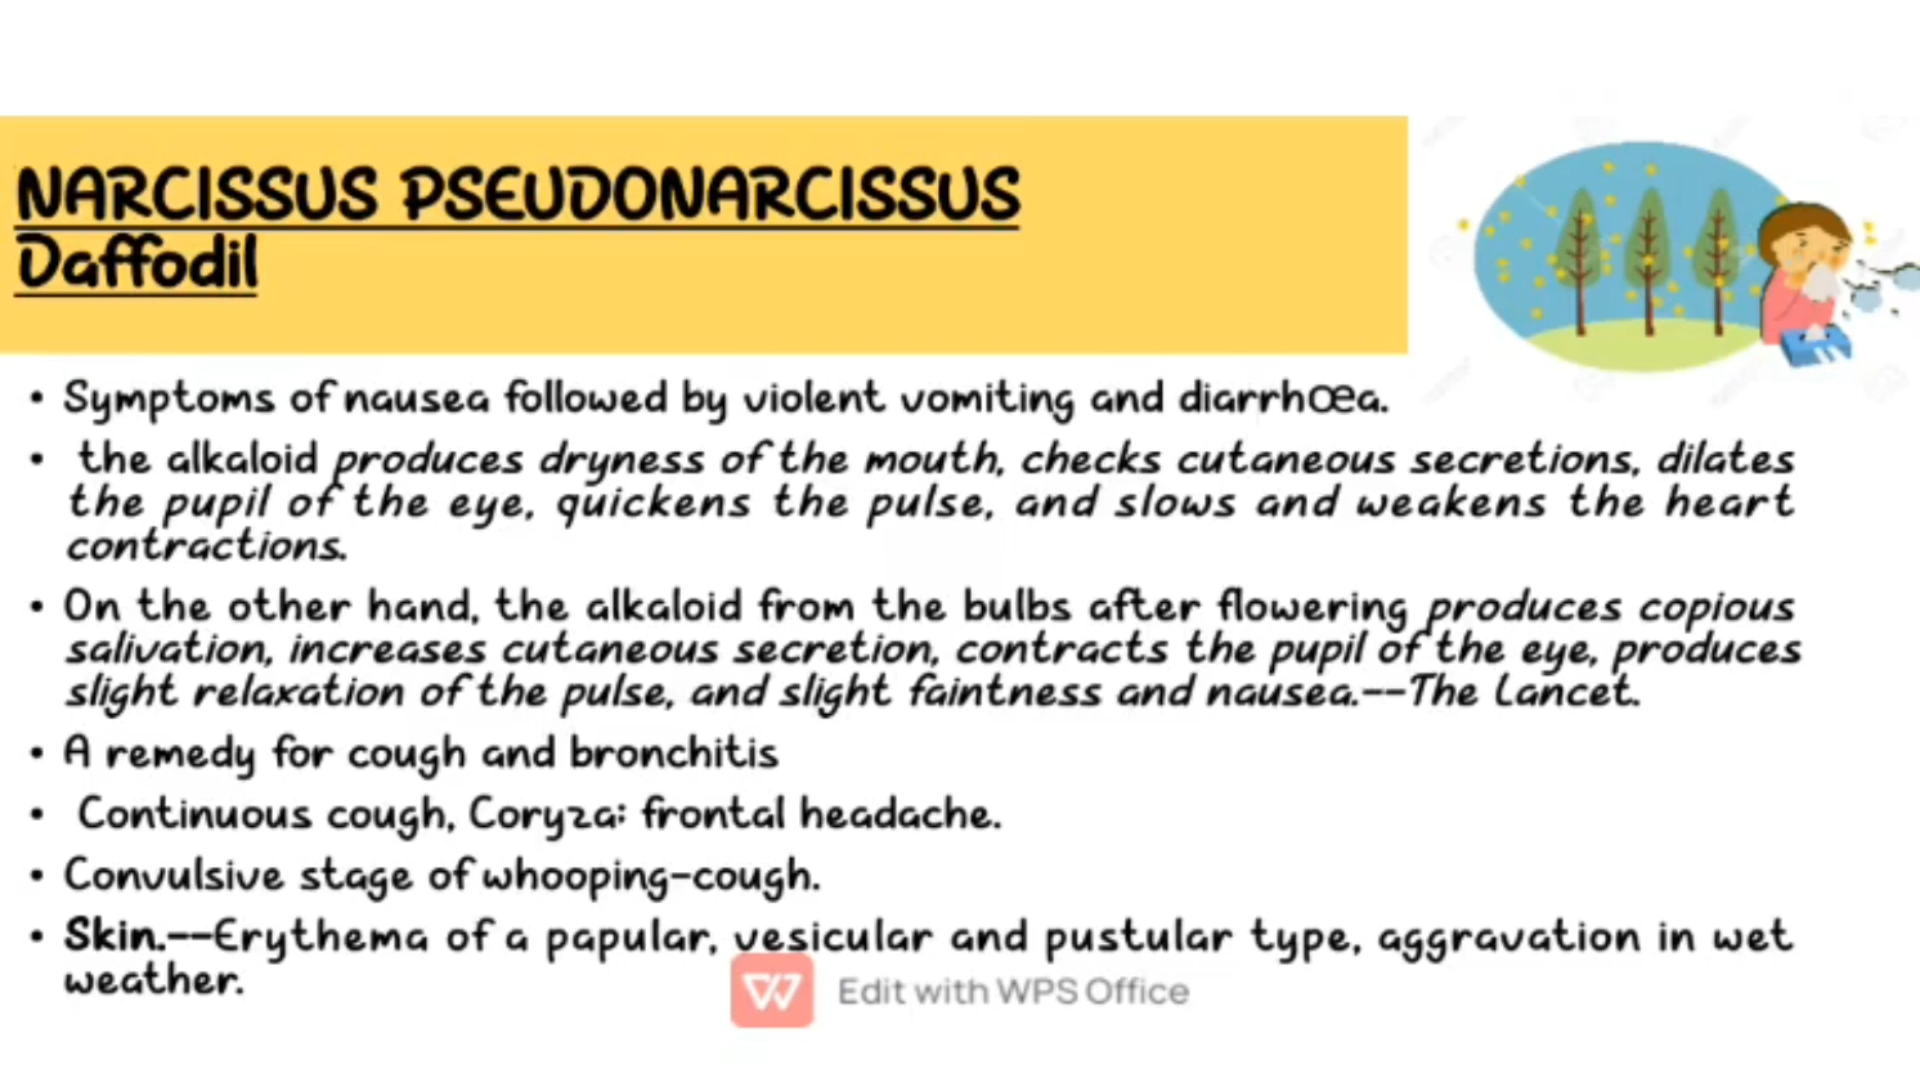 NARCISSUS PSEUDONARCISSUS
Daffodil
• Symptoms of nausea followed by violent vomiting and diarrhœa.
• the alkaloid produces dryness of the mouth, checks cutaneous secretions, dilates
the pupil of the eye, quickens the pulse, and slows and weakens the heart
contractions.
• On the other hand, the alkaloid from the bulbs after flowering produces copious
salivation, increases cutaneous secretion, contracts the pupil of the eye, produces
slight relaxation of the pulse, and slight faintness and nausea.--The Lancet.
• A remedy for cough and bronchitis
• Continuous cough, Coryza: frontal headache.
• Convulsive stage of whooping-cough.
• Skin.--Erythema of a papular, vesicular and pustular type, aggravation in wet
weather.
Edit with WPS Office